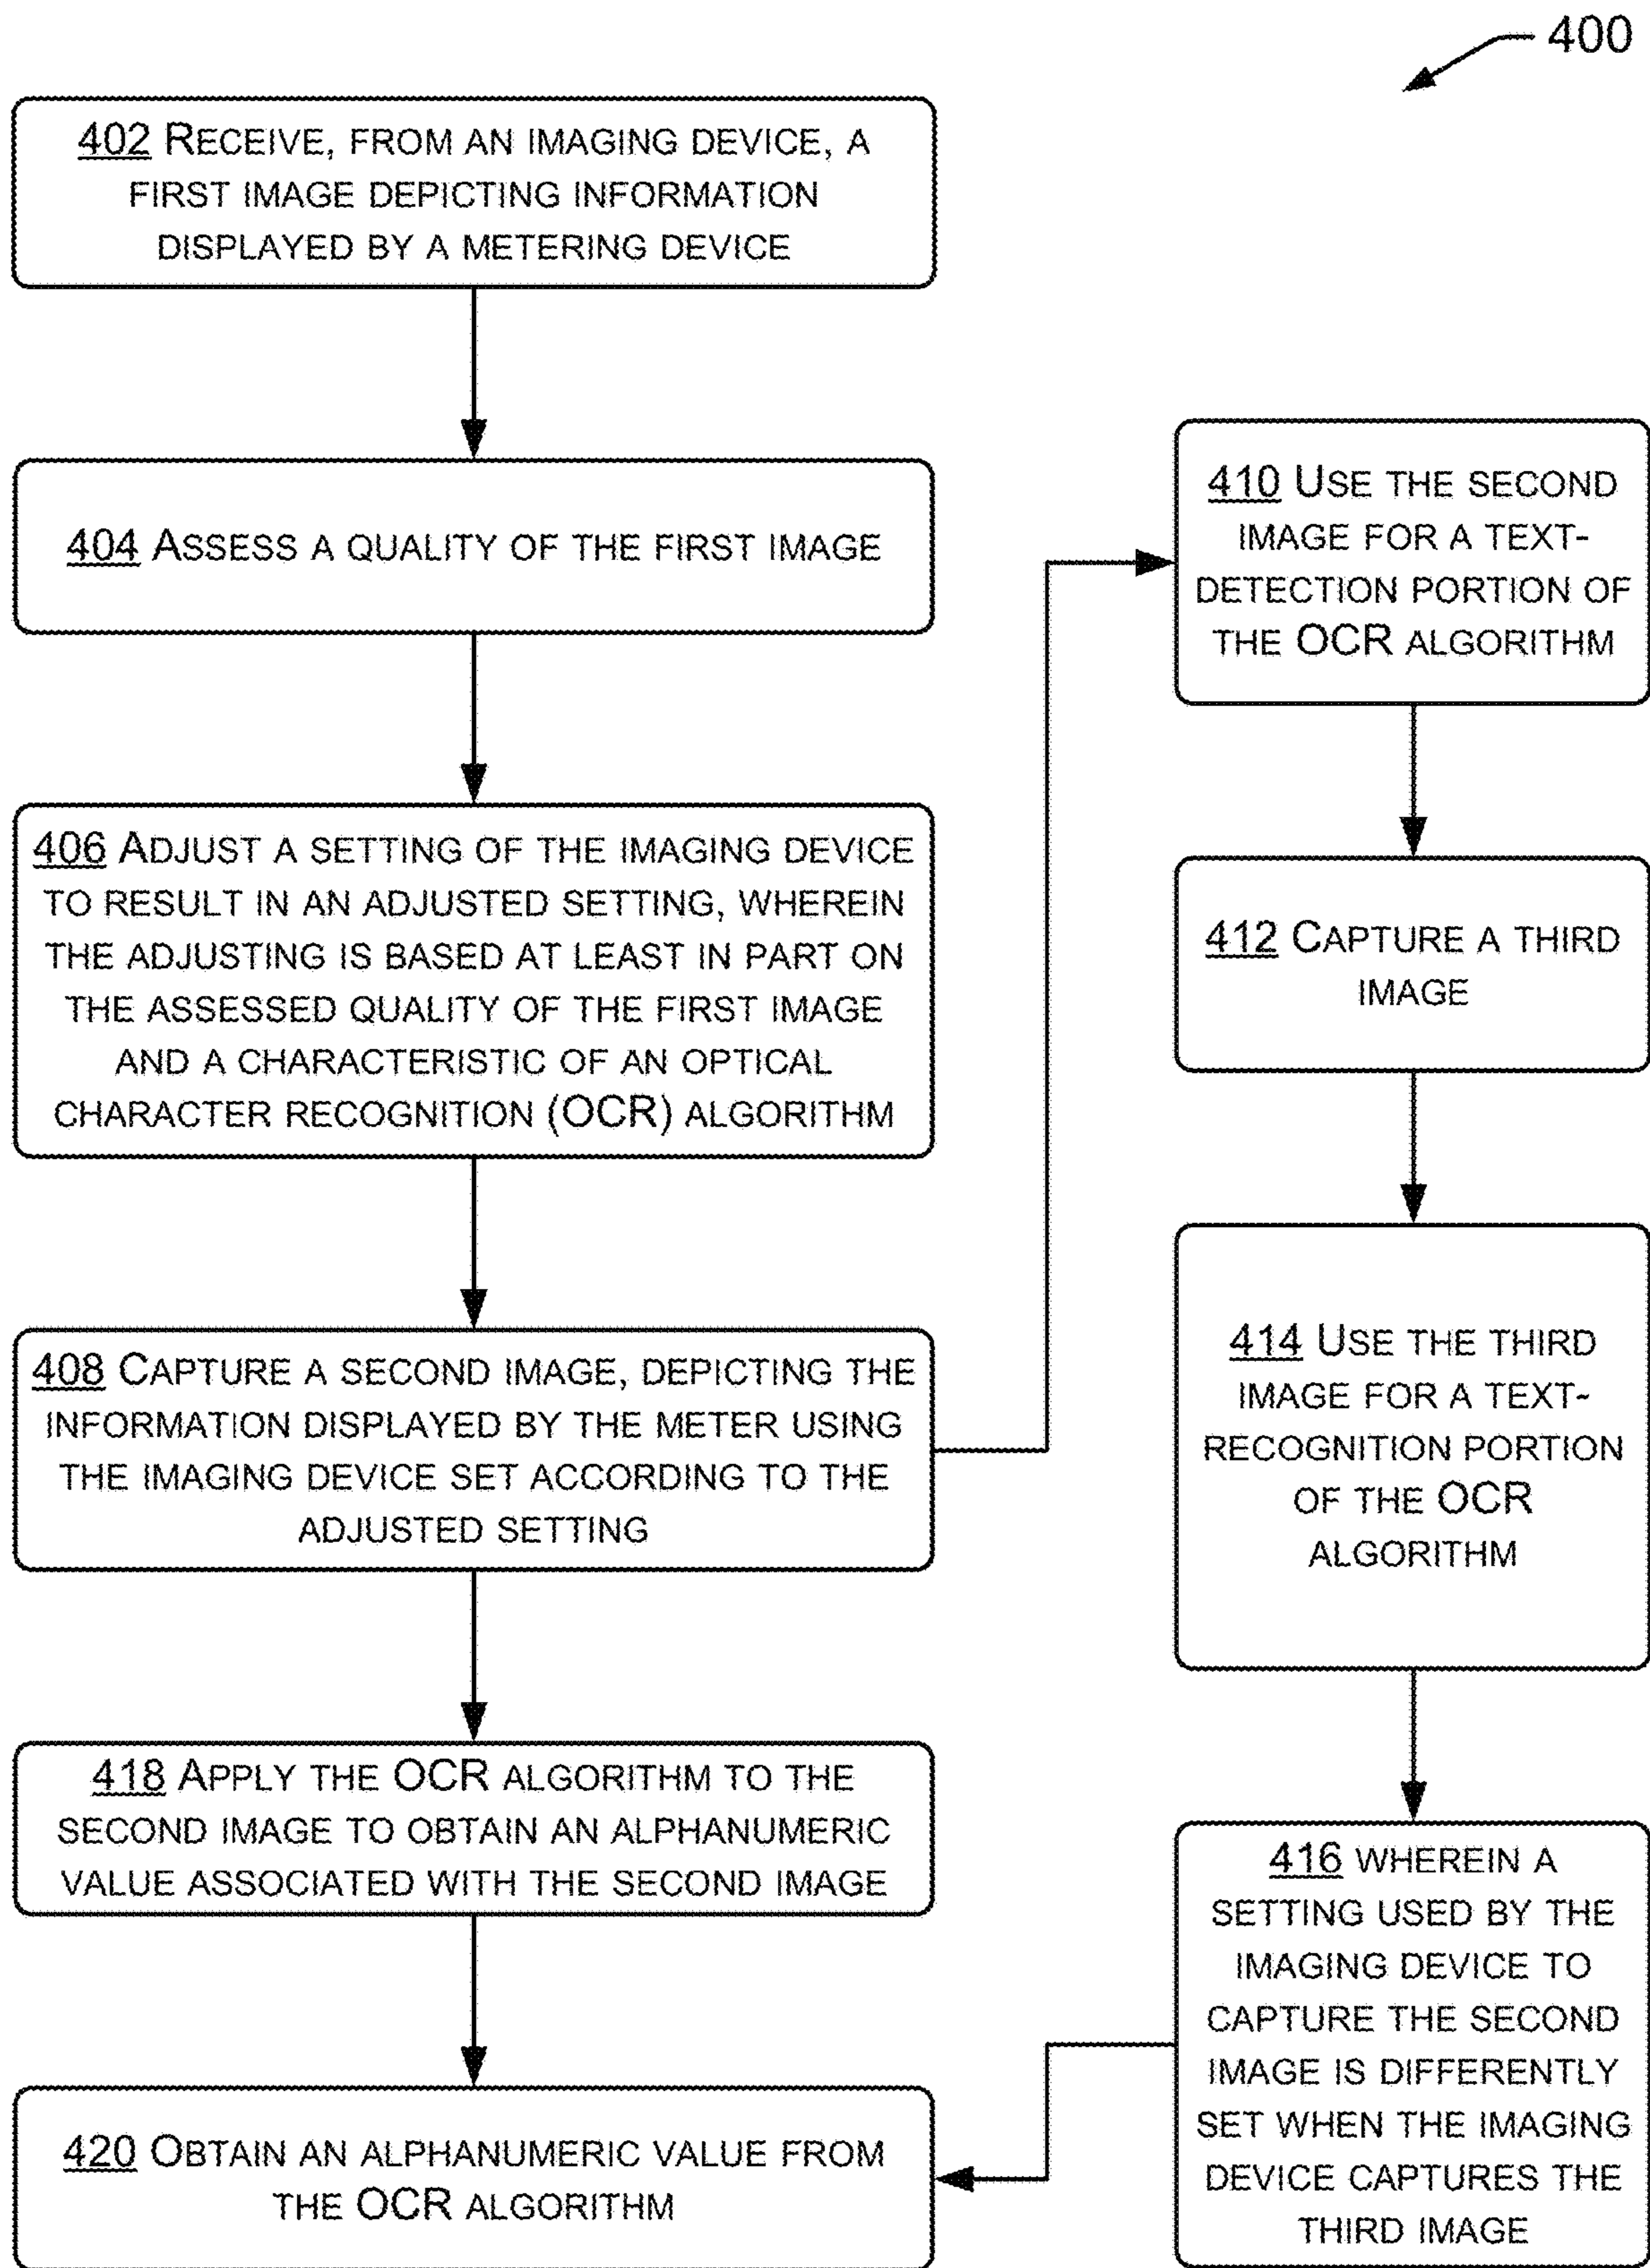 400
402 RECEIVE, FROM AN IMAGING DEVICE, A
FIRST IMAGE DEPICTING INFORMATION
DISPLAYED BY A METERING DEVICE
404 ASSESS A QUALITY OF THE FIRST IMAGE
406 ADJUST A SETTING OF THE IMAGING DEVICE
TO RESULT IN AN ADJUSTED SETTING, WHEREIN
THE ADJUSTING IS BASED AT LEAST IN PART ON
THE ASSESSED QUALITY OF THE FIRST IMAGE
AND A CHARACTERISTIC OF AN OPTICAL
CHARACTER RECOGNITION (OCR) ALGORITHM
408 CAPTURE A SECOND IMAGE, DEPICTING THE
INFORMATION DISPLAYED BY THE METER USING
THE IMAGING DEVICE SET ACCORDING TO THE
ADJUSTED SETTING
410 USE THE SECOND
IMAGE FOR A TEXT-
DETECTION PORTION OF
THE OCR ALGORITHM
412 CAPTURE A THIRD
IMAGE
414 USE THE THIRD
IMAGE FOR A TEXT-
RECOGNITION PORTION
OF THE OCR
ALGORITHM
416 WHEREIN A
SETTING USED BY THE
IMAGING DEVICE TO
CAPTURE THE SECOND
IMAGE IS DIFFERENTLY
SET WHEN THE IMAGING
DEVICE CAPTURES THE
THIRD IMAGE
418 APPLY THE OCR ALGORITHM TO THE
SECOND IMAGE TO OBTAIN AN ALPHANUMERIC
VALUE ASSOCIATED WITH THE SECOND IMAGE
420 OBTAIN AN ALPHANUMERIC VALUE FROM
THE OCR ALGORITHM